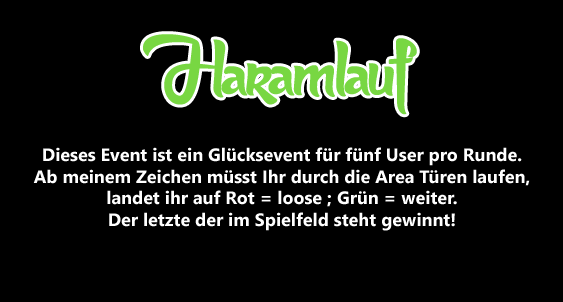 Haramlauf
Dieses Event ist ein Glücksevent für fünf User pro Runde.
Ab meinem Zeichen müsst Ihr durch die Area Türen laufen,
landet ihr auf Rot = loose ; Grün = weiter.
Der letzte der im Spielfeld steht gewinnt!